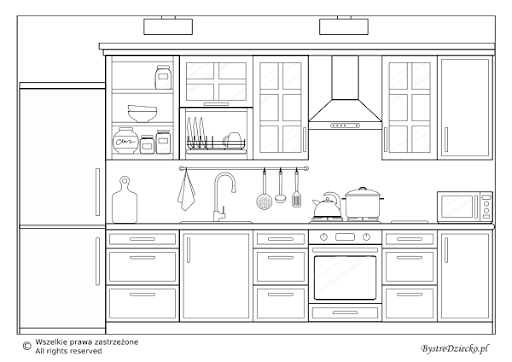 © Wszelkie prawa zastrzeżone
All rights reserved
BystreDziecko.pl